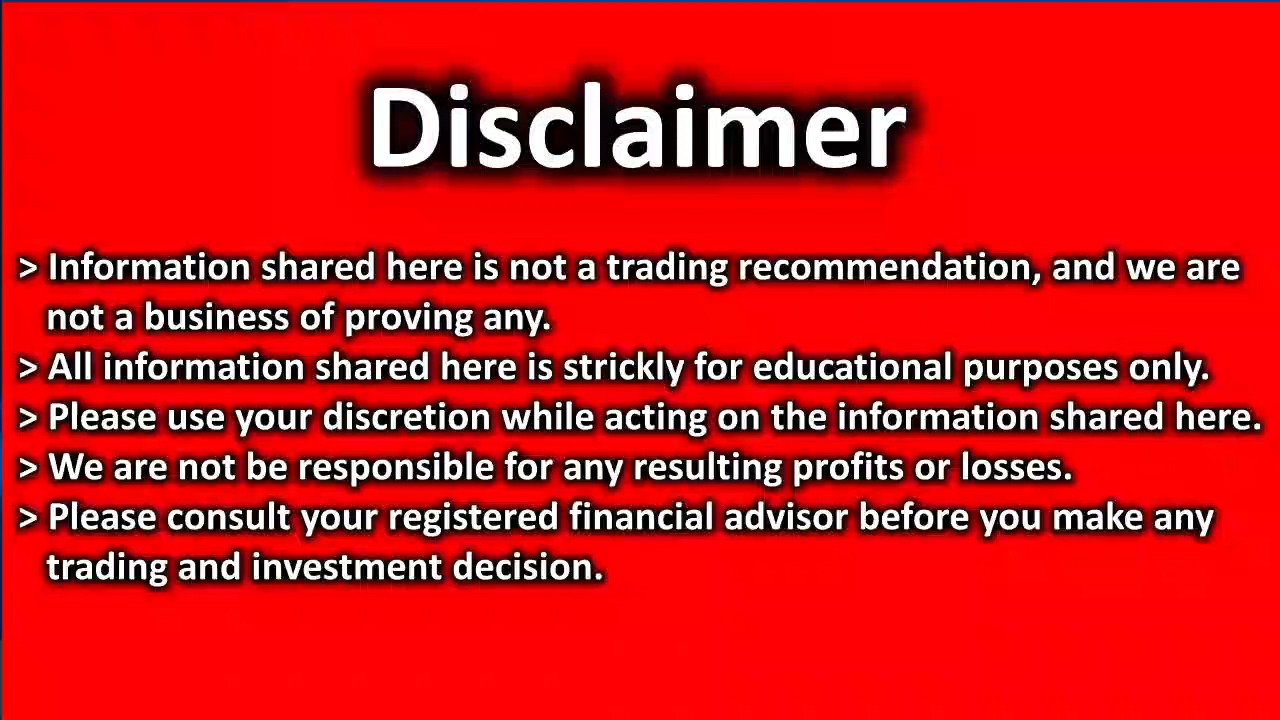 Disclaimer
> Information shared here is not a trading recommendation, and we are
not a business of proving any.
> All information shared here is strickly for educational purposes only.
> Please use your discretion while acting on the information shared here.
> We are not be responsible for any resulting profits or losses.
> Please consult your registered financial advisor before you make any
trading and investment decision.